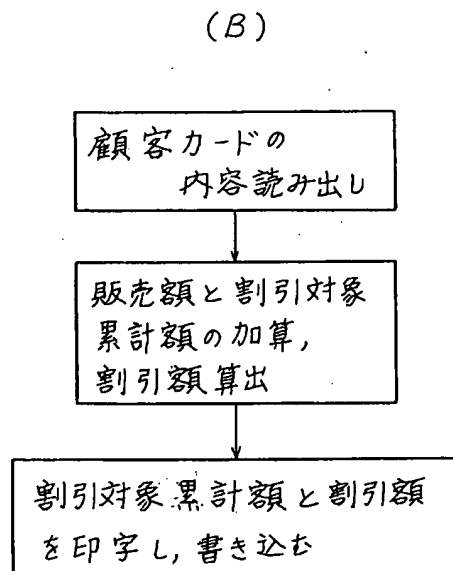 (B)
顧客カードの
内容読み出し
販売額と割引対象
累計額の加算,
割引額算出
割引対象累計額と割引額
を印字し,書き込む